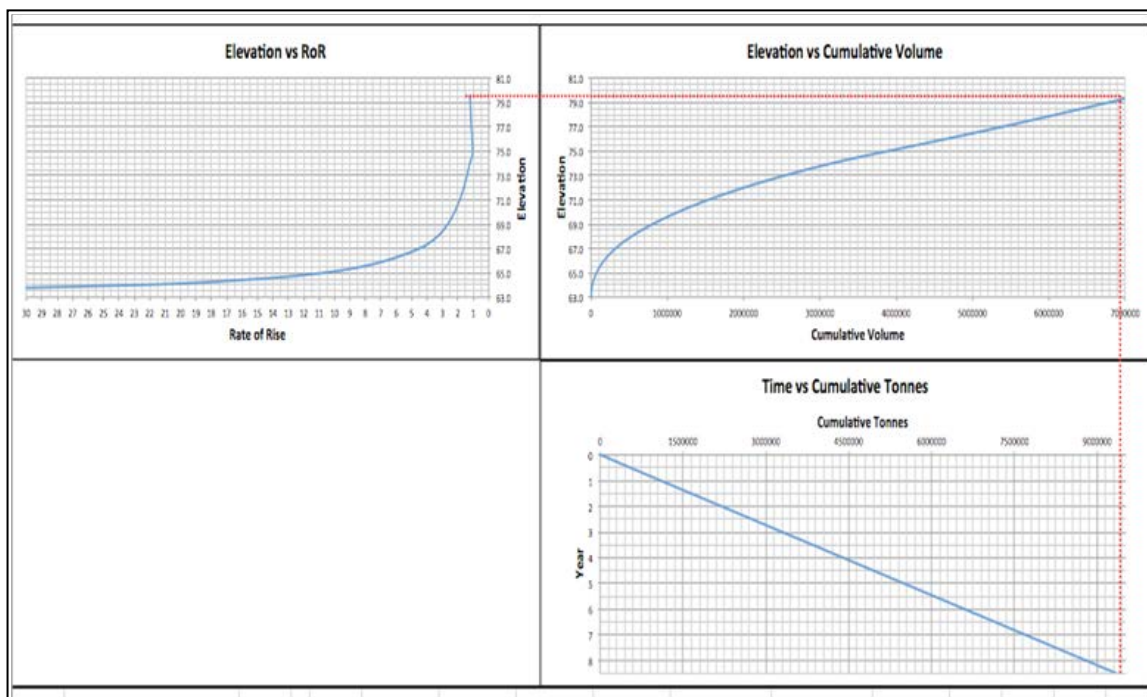 Elevation vs RoR
81.0
79.0
77.0
75.0
73.0
71.0
69.0
67.0
65.0
63.0
Elevation
30 29 28 27 26 25 24 23 22 21 20 19 18 17 16 15 14 13 12 11 10 9 8 7 6 5 4 3 2 1 0
Rate of Rise
Elevation vs Cumulative Volume
81.0
79.0
77.0
75.0
73.0
71.0
69.0
67.0
65.0
63.0
Elevation
0 1000000 2000000 3000000 4000000 5000000 6000000 7000000
Cumulative Volume
Time vs Cumulative Tonnes
Cumulative Tonnes
0 1500000 3000000 4500000 6000000 7500000 9000000
0
1
2
3
4
5
6
7
8
Year